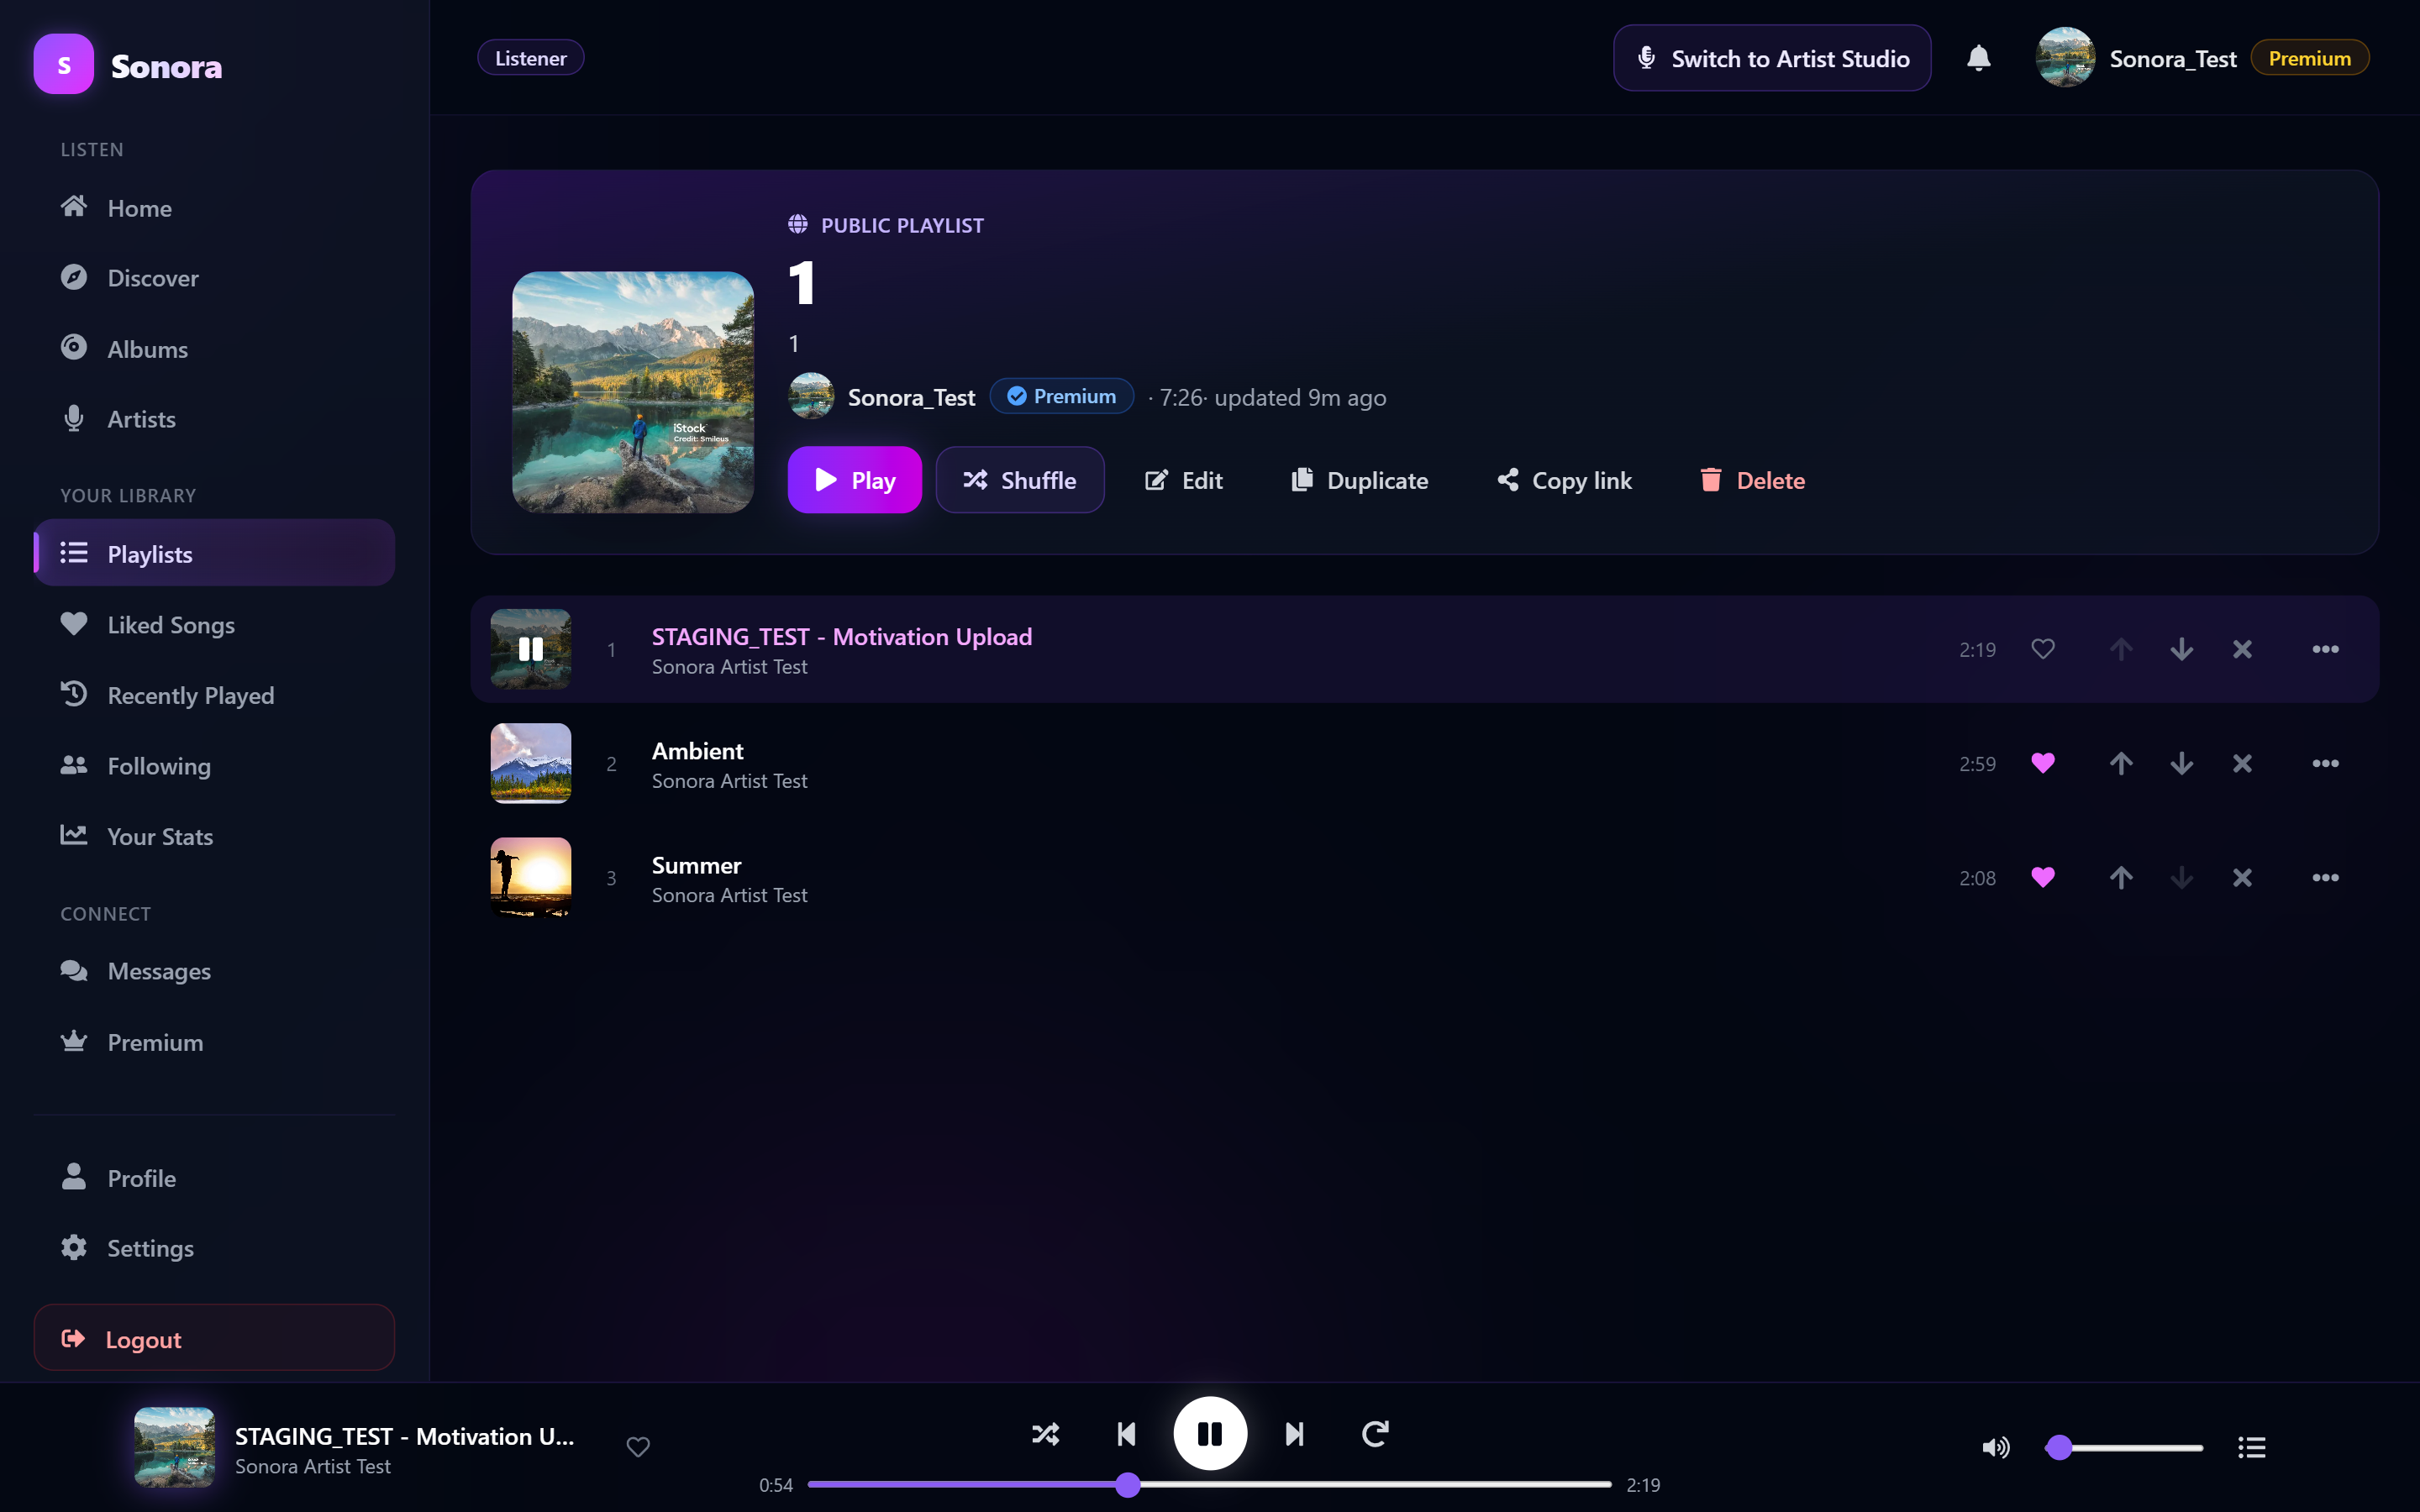 S
Sonora
Listener
Switch to Artist Studio
Sonora_Test
Premium
LISTEN
Home
Discover
Albums
Artists
YOUR LIBRARY
Playlists
Liked Songs
Recently Played
Following
Your Stats
CONNECT
Messages
Premium
Profile
Settings
Logout
PUBLIC PLAYLIST
1
1
Sonora_Test Premium · 7:26· updated 9m ago
iStock
Credit: Smileus
Play
Shuffle
Edit
Duplicate
Copy link
Delete
1
STAGING_TEST - Motivation Upload
Sonora Artist Test
2:19
2
Ambient
Sonora Artist Test
2:59
3
Summer
Sonora Artist Test
2:08
STAGING_TEST - Motivation U...
Sonora Artist Test
0:54
2:19